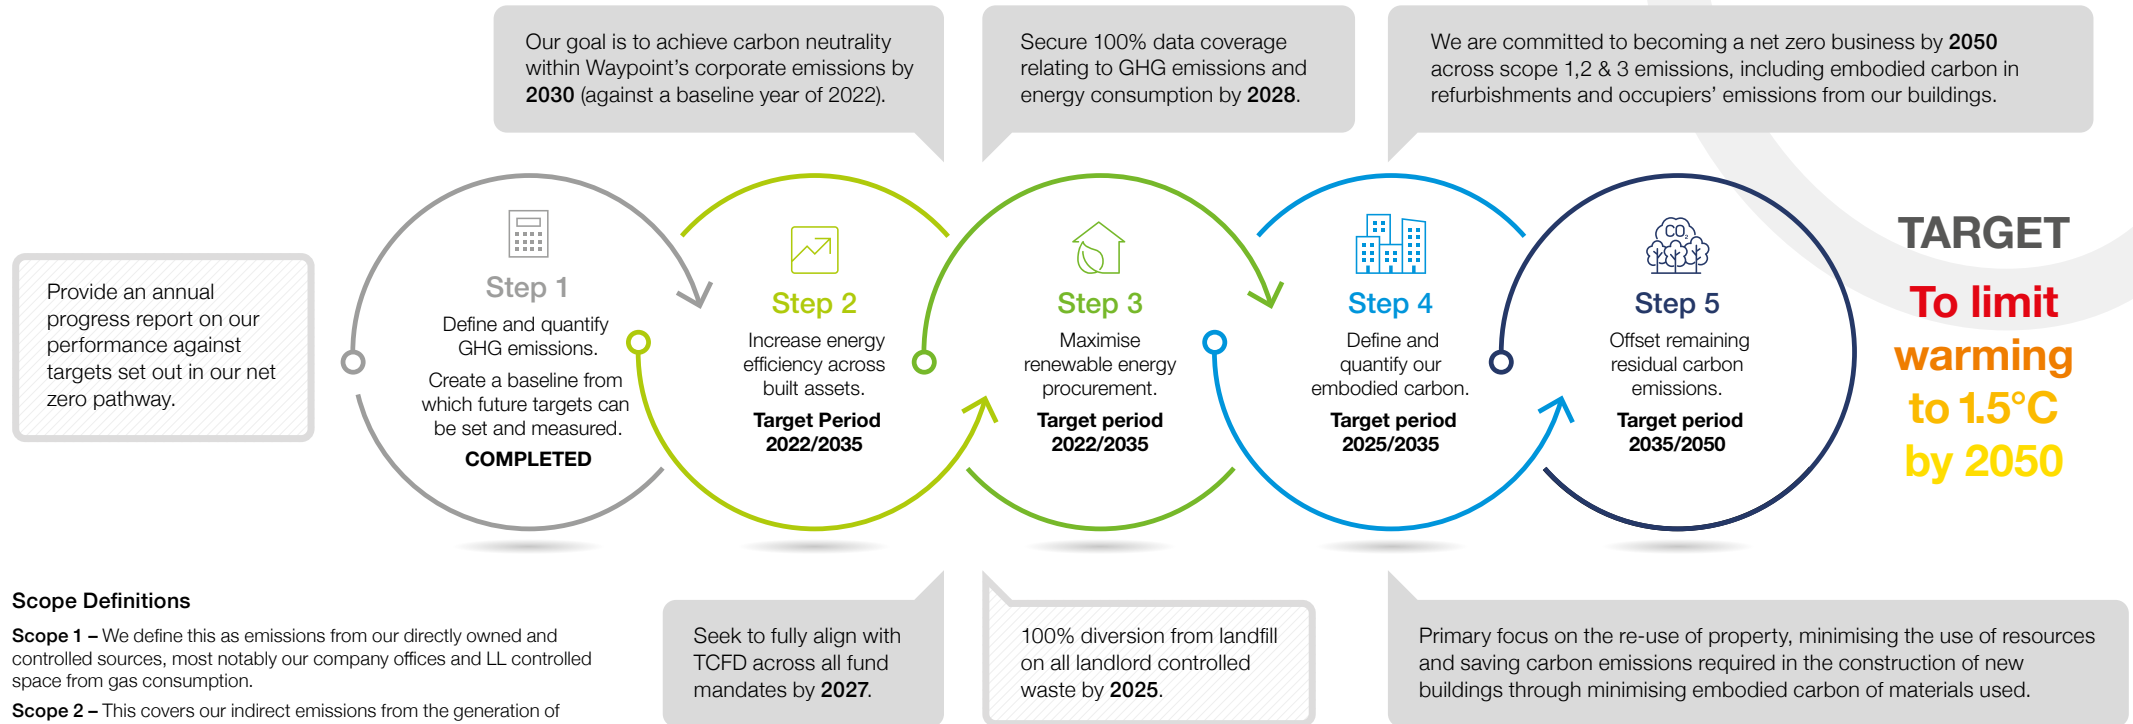 Our goal is to achieve carbon neutrality
within Waypoint's corporate emissions by
2030 (against a baseline year of 2022).
Secure 100% data coverage
relating to GHG emissions and
energy consumption by 2028.
We are committed to becoming a net zero business by 2050
across scope 1,2 & 3 emissions, including embodied carbon in
refurbishments and occupiers' emissions from our buildings.
Provide an annual
progress report on our
performance against
targets set out in our net
zero pathway.
Step 1
Define and quantify
GHG emissions.
Create a baseline from
which future targets can
be set and measured.
COMPLETED
Step 2
Increase energy
efficiency across
built assets.
Target Period
2022/2035
Step 3
Maximise
renewable energy
procurement.
Target period
2022/2035
Step 4
Define and
quantify our
embodied carbon.
Target period
2025/2035
CO2
Step 5
Offset remaining
residual carbon
emissions.
Target period
2035/2050
TARGET
To limit
warming
to 1.5°C
by 2050
Scope Definitions
Scope 1 – We define this as emissions from our directly owned and
controlled sources, most notably our company offices and LL controlled
space from gas consumption.
Scope 2 – This covers our indirect emissions from the generation of
Seek to fully align with
TCFD across all fund
mandates by 2027.
100% diversion from landfill
on all landlord controlled
waste by 2025.
Primary focus on the re-use of property, minimising the use of resources
and saving carbon emissions required in the construction of new
buildings through minimising embodied carbon of materials used.